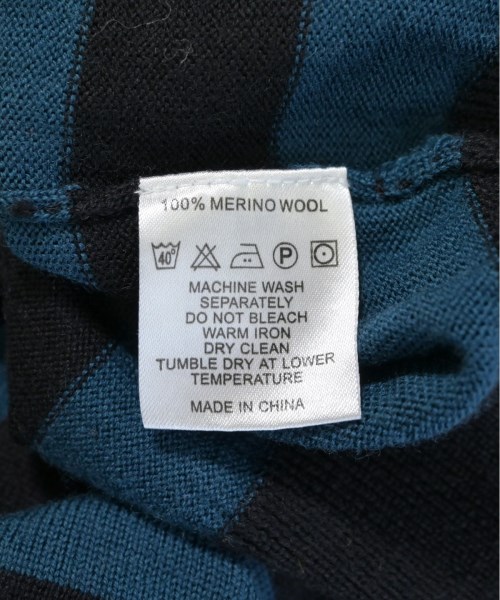 100% MERINO WOOL
40° P
MACHINE WASH
SEPARATELY
DO NOT BLEACH
WARM IRON
DRY CLEAN
TUMBLE DRY AT LOWER
TEMPERATURE
MADE IN CHINA